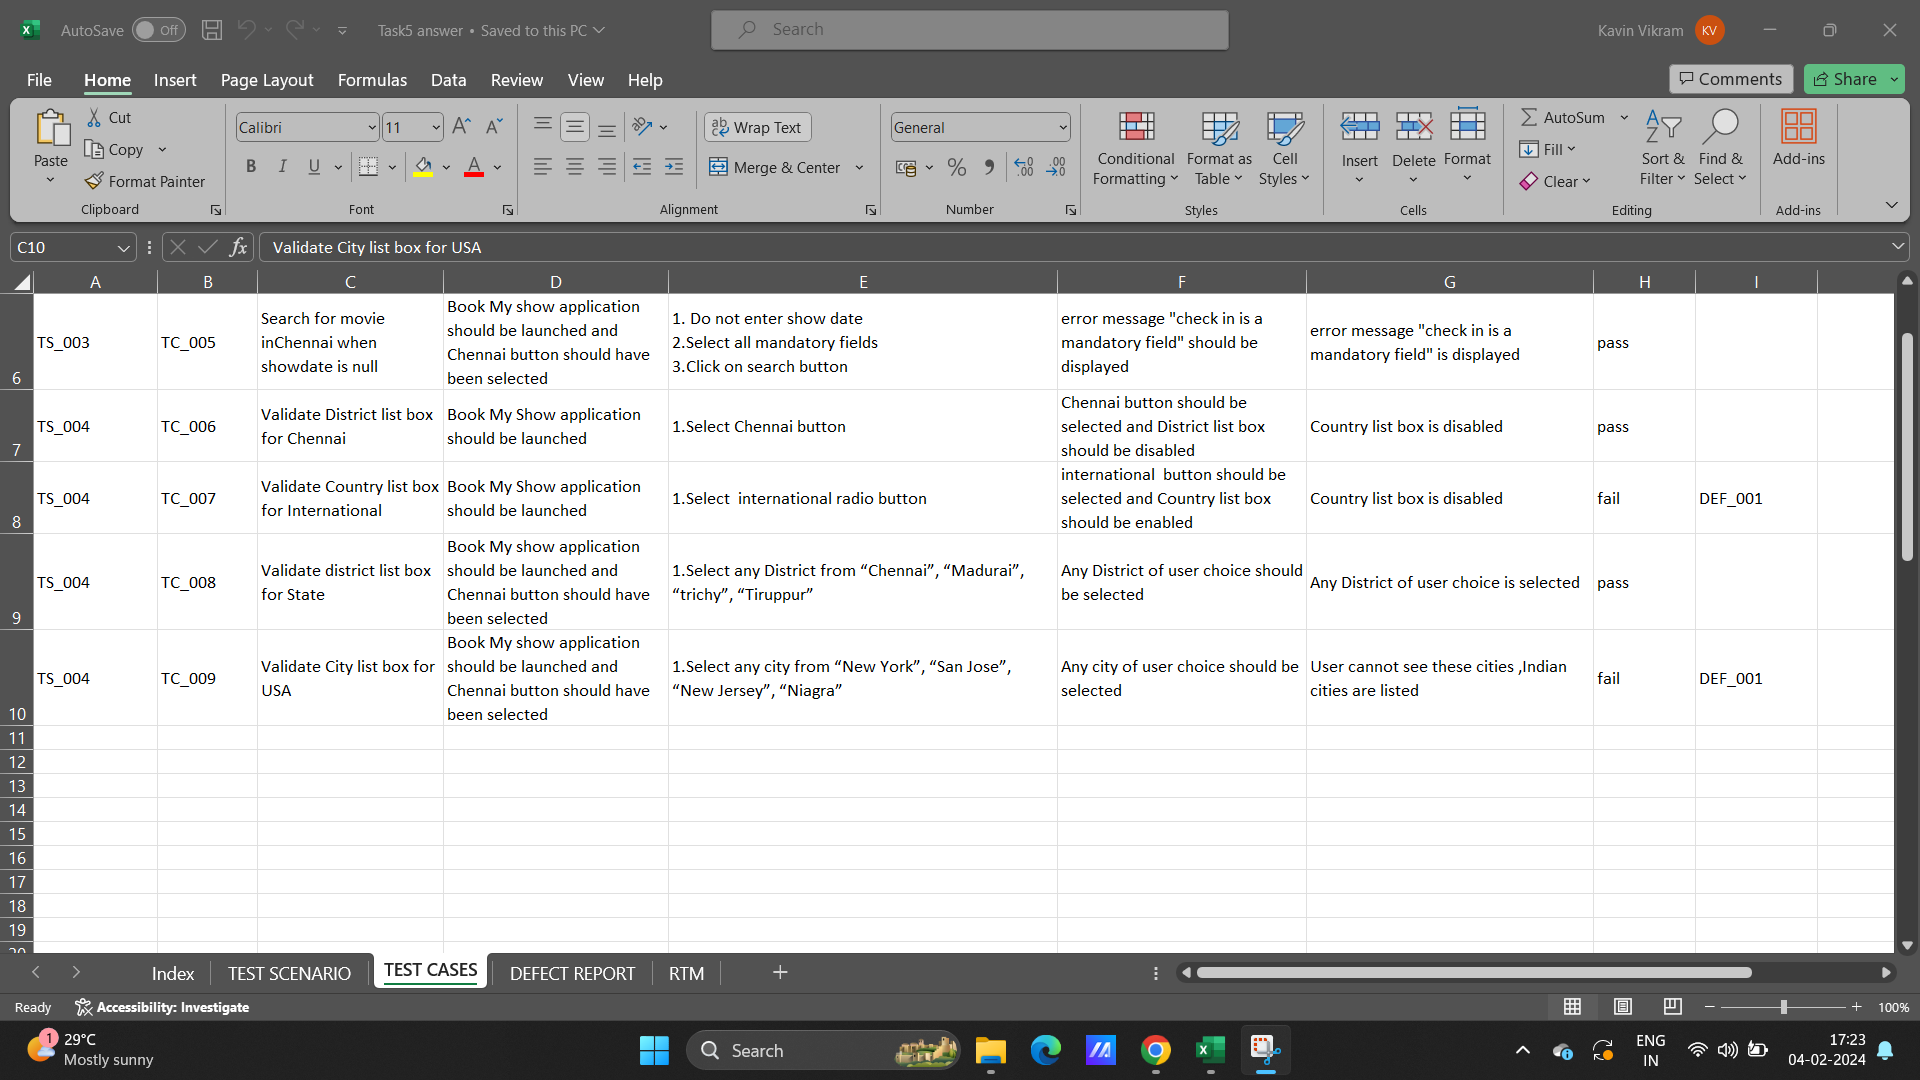 AutoSave Off Task5 answer • Saved to this PC Search Kavin Vikram KV
File Home Insert Page Layout Formulas Data Review View Help Comments Share
Paste Cut Copy Format Painter Clipboard
Calibri 11 B I U A Font
Wrap Text Merge & Center Alignment
General % Number
Conditional Formatting Format as Table Cell Styles Styles
Insert Delete Format Cells
AutoSum Fill Clear Sort & Filter Find & Select Editing
Add-ins Add-ins
C10 fx Validate City list box for USA
A B C D E F G H I
6 TS_003 TC_005
Search for movie
inChennai when
showdate is null
Book My show application
should be launched and
Chennai button should have
been selected
1. Do not enter show date
2.Select all mandatory fields
3.Click on search button
error message "check in is a
mandatory field" should be
displayed
error message "check in is a
mandatory field" is displayed
pass
7 TS_004 TC_006
Validate District list box
for Chennai
Book My Show application
should be launched
1.Select Chennai button
Chennai button should be
selected and District list box
should be disabled
Country list box is disabled
pass
8 TS_004 TC_007
Validate Country list box
for International
Book My Show application
should be launched
1.Select  international radio button
international  button should be
selected and Country list box
should be enabled
Country list box is disabled
fail DEF_001
9 TS_004 TC_008
Validate district list box
for State
Book My show application
should be launched and
Chennai button should have
been selected
1.Select any District from “Chennai”, “Madurai”,
“trichy”, “Tiruppur”
Any District of user choice should
be selected
Any District of user choice is selected
pass
10 TS_004 TC_009
Validate City list box for
USA
Book My show application
should be launched and
Chennai button should have
been selected
1.Select any city from “New York”, “San Jose”,
“New Jersey”, “Niagra”
Any city of user choice should be
selected
User cannot see these cities ,Indian
cities are listed
fail DEF_001
11
12
13
14
15
16
17
18
19
20
Index TEST SCENARIO TEST CASES DEFECT REPORT RTM
Ready Accessibility: Investigate 100%
1 29°C
Mostly sunny
Search
ENG
IN
17:23
04-02-2024